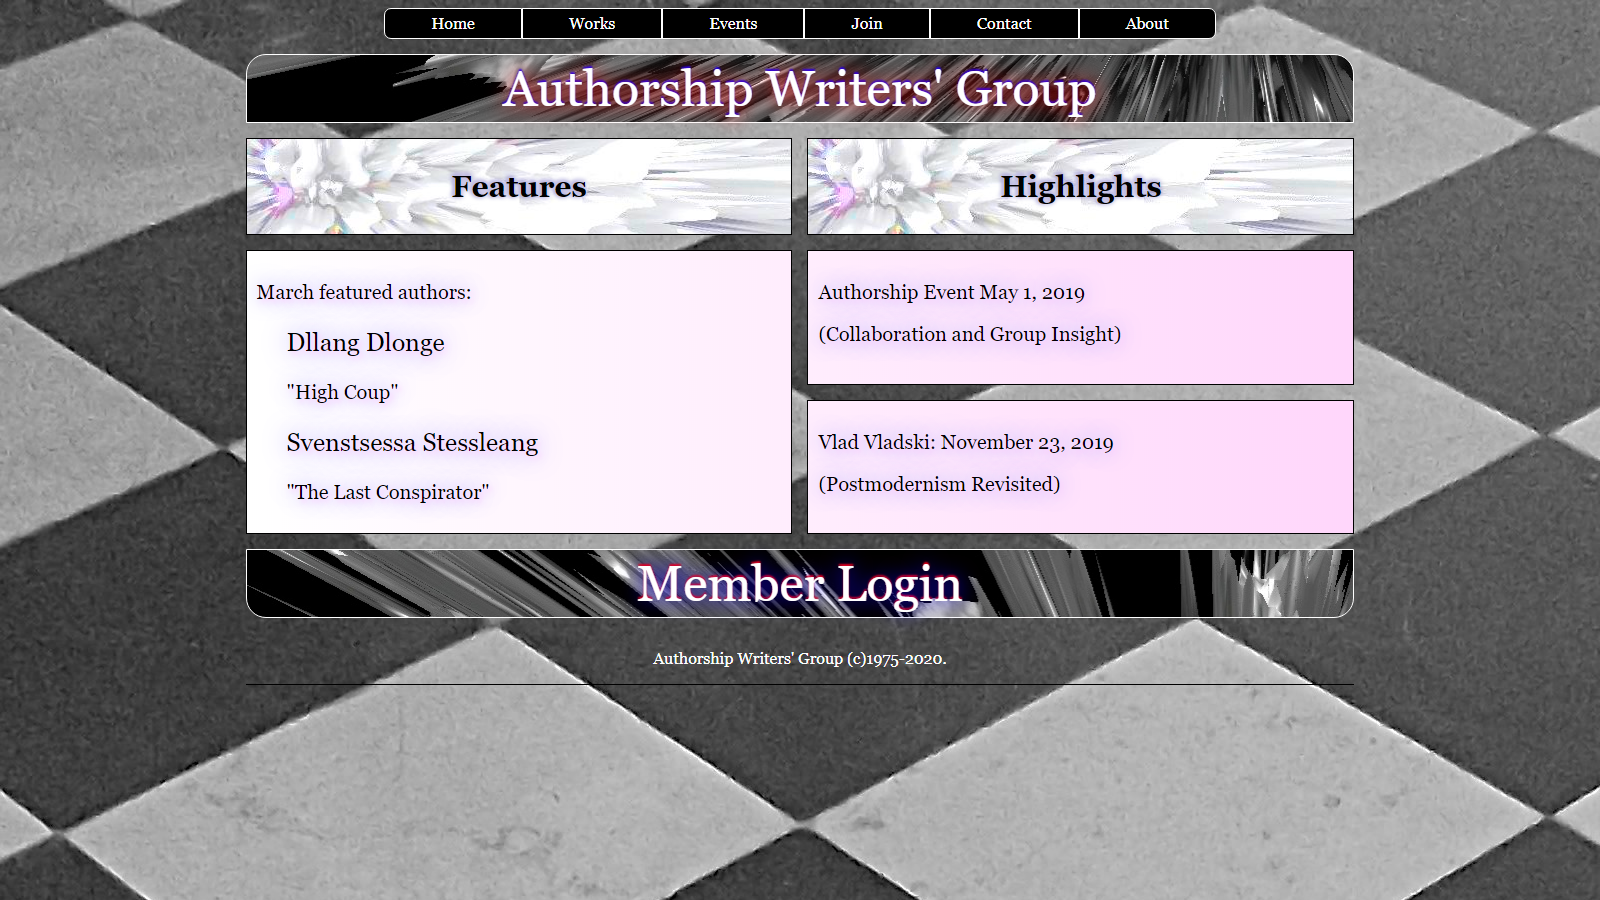 Home Works Events Join Contact About
Authorship Writers' Group
Features
Highlights
March featured authors:
Dllang Dlonge
"High Coup"
Svenstsessa Stessleang
"The Last Conspirator"
Authorship Event May 1, 2019
(Collaboration and Group Insight)
Vlad Vladski: November 23, 2019
(Postmodernism Revisited)
Member Login
Authorship Writers' Group (c)1975-2020.